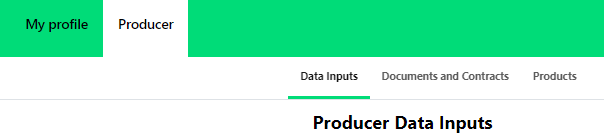 My profile Producer
Data Inputs Documents and Contracts Products
Producer Data Inputs